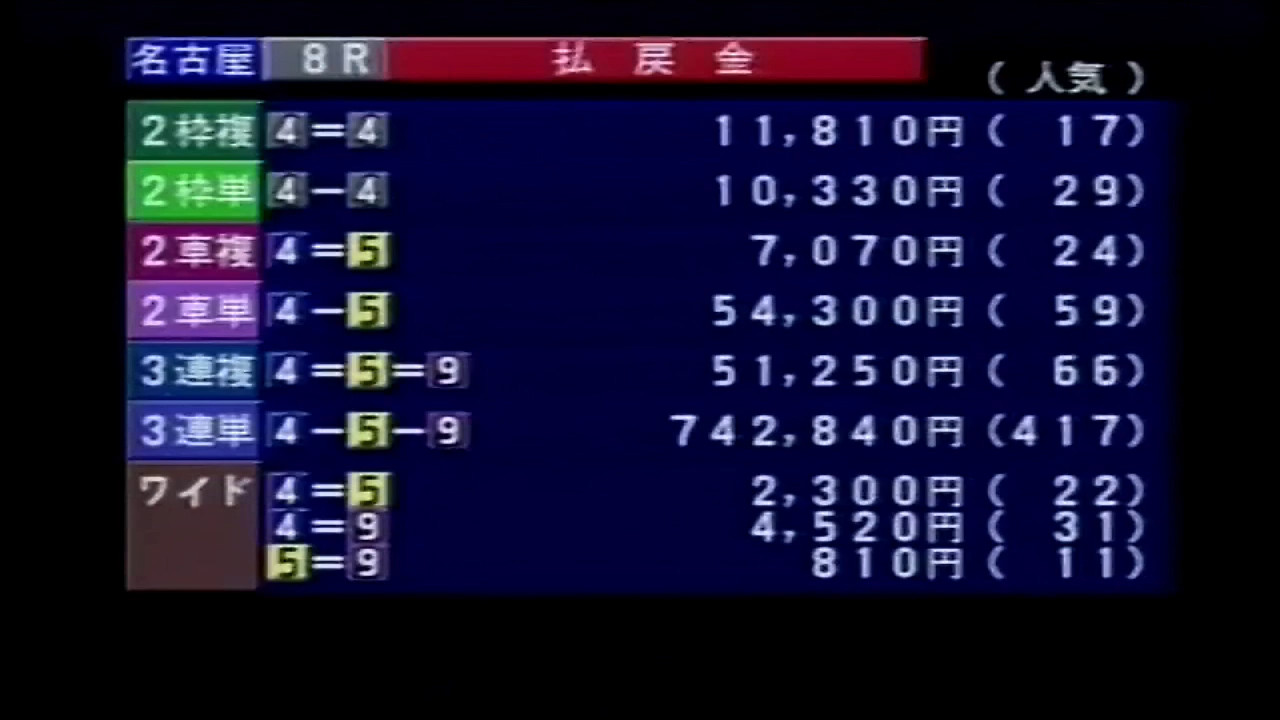 名古屋 8R 払戻金
(人気)
2枠複 4=4 11,810円( 17)
2枠単 4-4 10,330円( 29)
2車複 4=5 7,070円( 24)
2車単 4-5 54,300円( 59)
3連複 4=5=9 51,250円( 66)
3連単 4-5-9 742,840円(417)
ワイド 4=5 2,300円( 22)
4=9 4,520円( 31)
5=9 810円( 11)